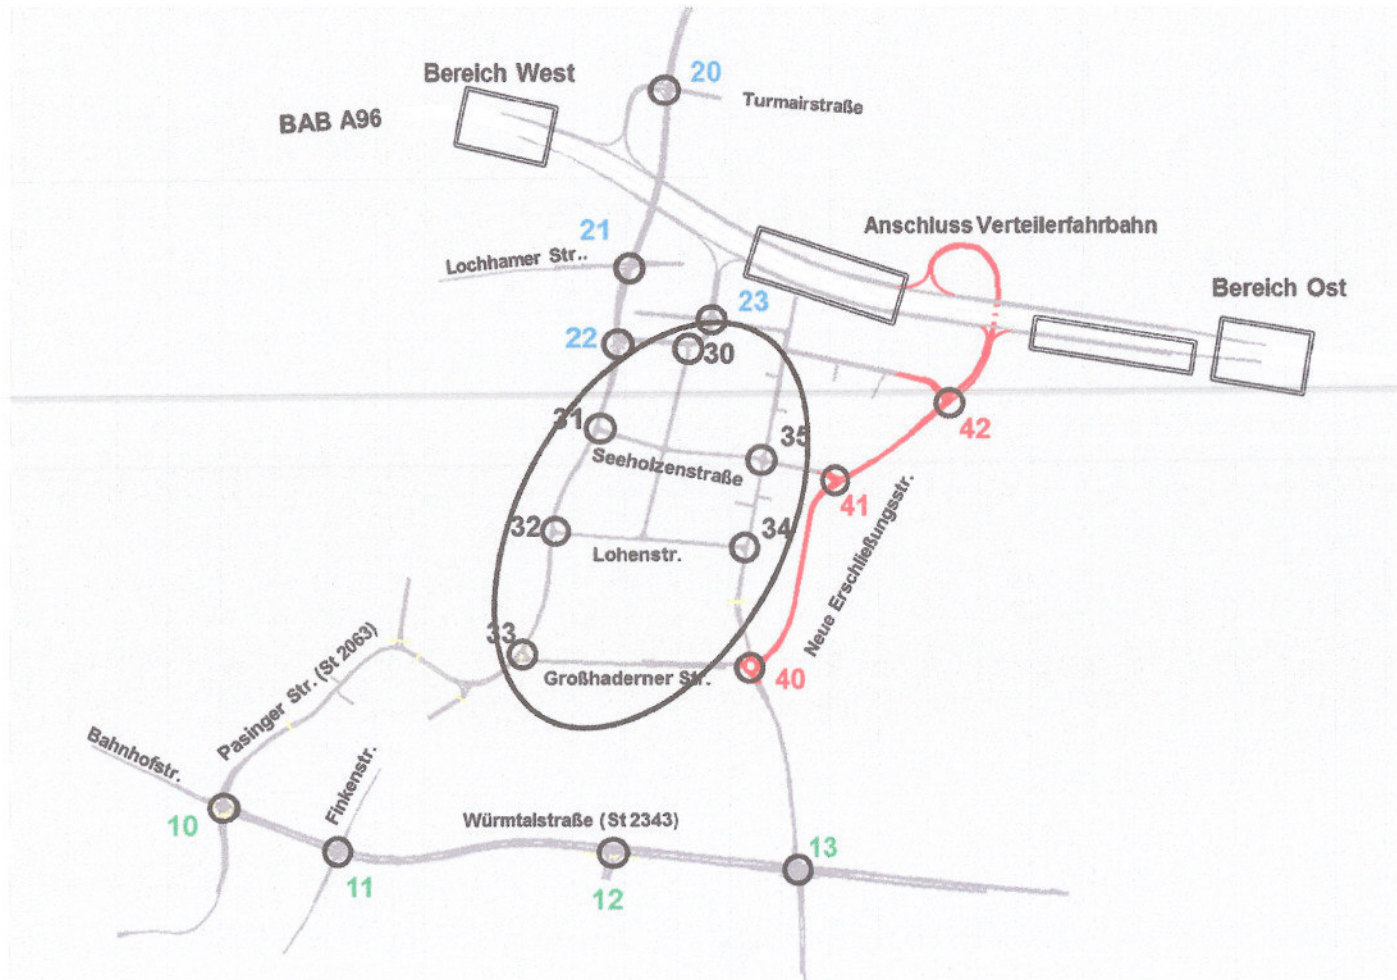 20
Bereich West
Turmairstraße
BAB A96
21
Anschluss Verteilerfahrbahn
Lochhamer Str..
Bereich Ost
23
22
30
42
31
35
Seeholzenstraße
41
32
34
Lohenstr.
Neue Erschließungsstr.
33
Großhaderner Str.
40
Pasinger Str. (St 2063)
Bahnhofstr.
Finkenstr.
10
Würmtalstraße (St 2343)
13
11
12